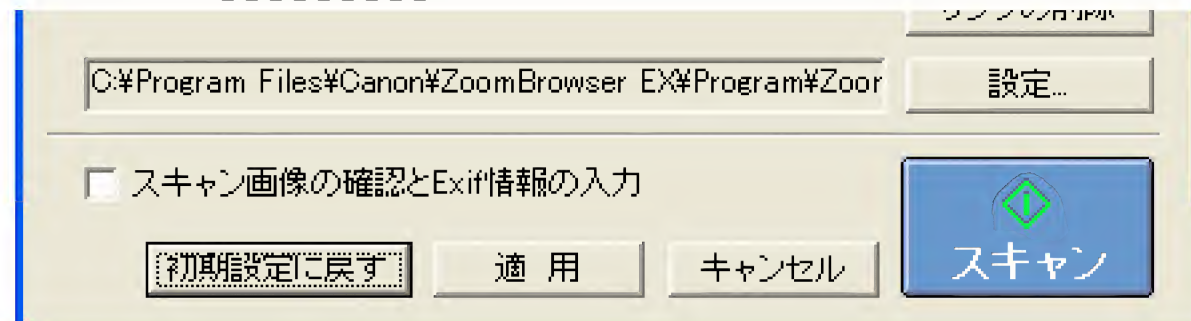 C:¥Program Files¥Canon¥ZoomBrowser EX¥Program¥Zoor
設定...
スキャン画像の確認とExif情報の入力
初期設定に戻す
適 用
キャンセル
スキャン